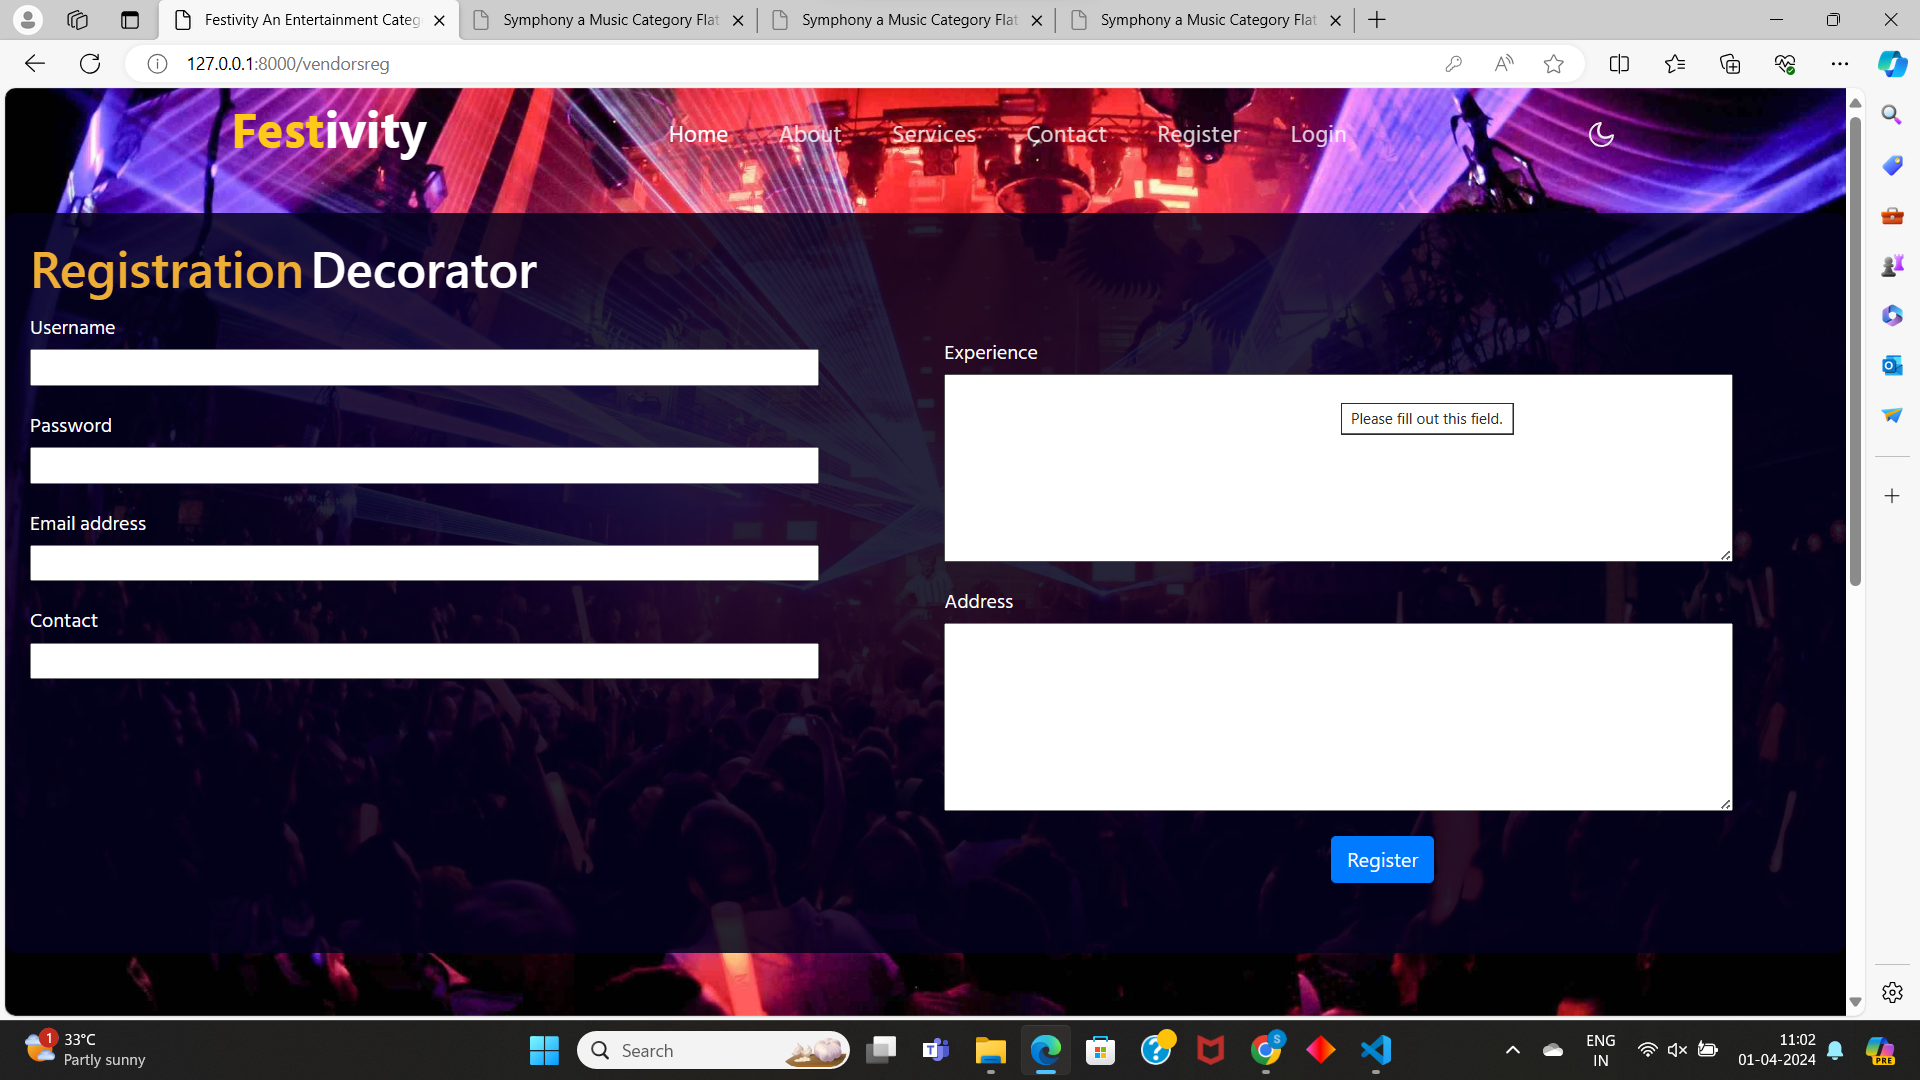 Festivity An Entertainment Categ
Symphony a Music Category Flat
Symphony a Music Category Flat
Symphony a Music Category Flat
127.0.0.1:8000/vendorsreg
Festivity
Home
About
Services
Contact
Register
Login
Registration Decorator
Username
Password
Email address
Contact
Experience
Please fill out this field.
Address
Register
1
33°C
Partly sunny
Search
S
ENG
IN
11:02
01-04-2024
PRE